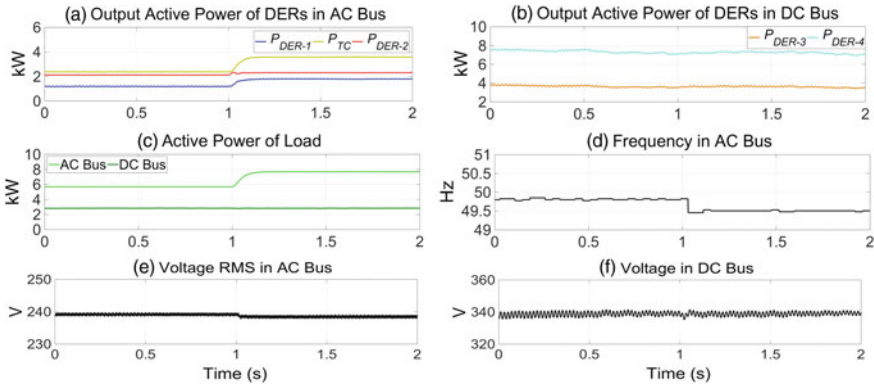 (a) Output Active Power of DERs in AC Bus
6
4
2
0
kW
P_DER-1 P_TC P_DER-2
0 0.5 1 1.5 2
(b) Output Active Power of DERs in DC Bus
10
8
6
4
2
kW
P_DER-3 P_DER-4
0 0.5 1 1.5 2
(c) Active Power of Load
10
8
6
4
2
0
kW
AC Bus DC Bus
0 0.5 1 1.5 2
(d) Frequency in AC Bus
51
50.5
50
49.5
49
Hz
0 0.5 1 1.5 2
(e) Voltage RMS in AC Bus
250
240
230
V
0 0.5 1 1.5 2
Time (s)
(f) Voltage in DC Bus
360
340
320
V
0 0.5 1 1.5 2
Time (s)